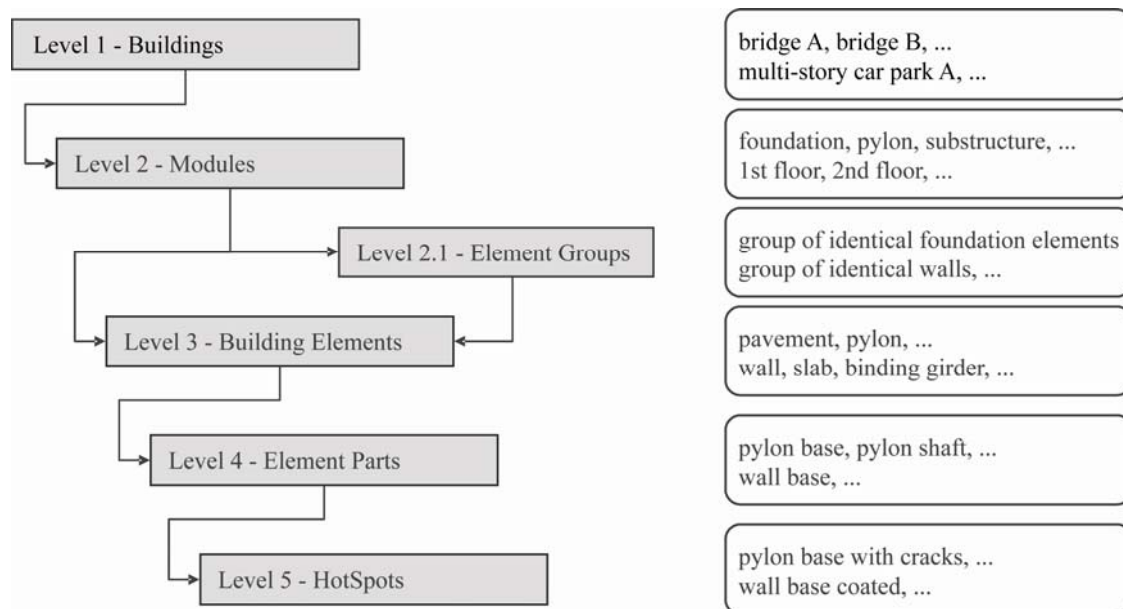 Level 1 - Buildings
bridge A, bridge B, ...
multi-story car park A, ...
Level 2 - Modules
foundation, pylon, substructure, ...
1st floor, 2nd floor, ...
Level 2.1 - Element Groups
group of identical foundation elements
group of identical walls, ...
Level 3 - Building Elements
pavement, pylon, ...
wall, slab, binding girder, ...
Level 4 - Element Parts
pylon base, pylon shaft, ...
wall base, ...
Level 5 - HotSpots
pylon base with cracks, ...
wall base coated, ...